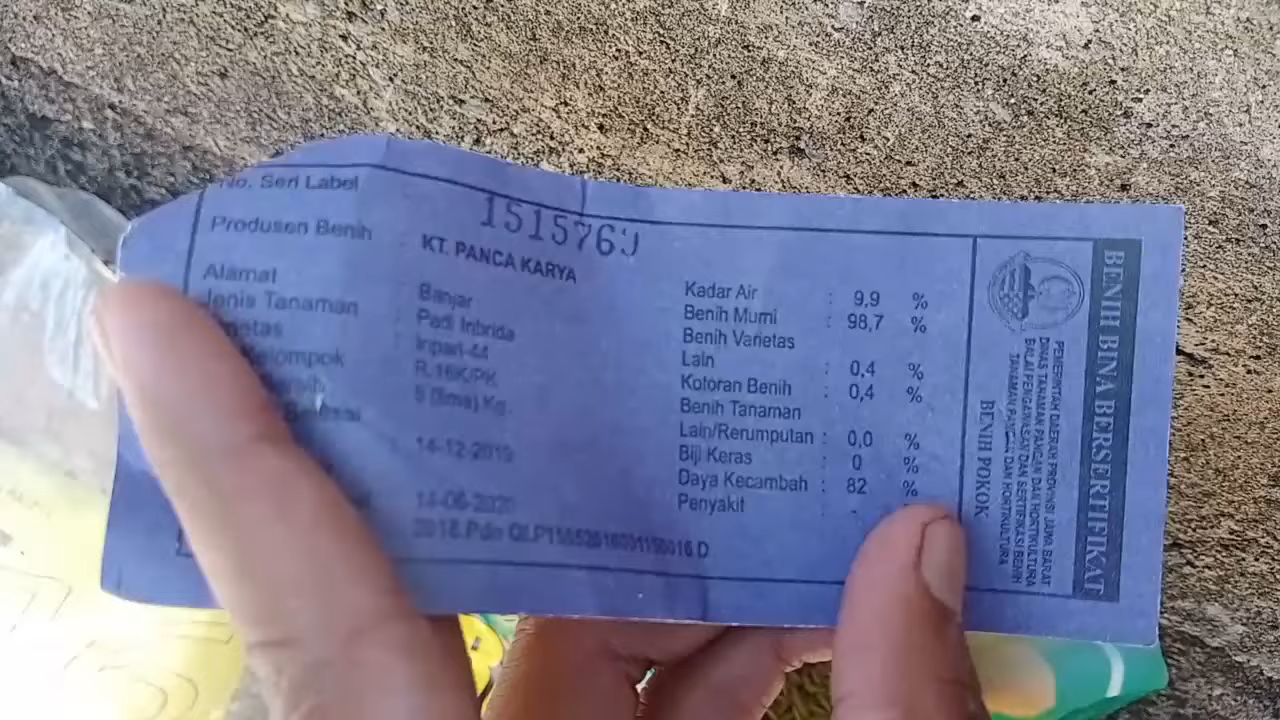 No. Seri Label
151576
Produsen Benih : KT. PANCA KARYA
Alamat : Banjar
Jenis Tanaman : Padi Inbrida
Inpari-44
Kelompok R.16K/PK
5 (lima) Kg
14-12-2019
14-06-2020
Kadar Air : 9.9 %
Benih Murni : 98,7 %
Benih Varietas
Lain : 0,4 %
Kotoran Benih : 0,4 %
Benih Tanaman
Lain/Rerumputan : 0,0 %
Biji Keras : 0 %
Daya Kecambah : 82 %
Penyakit : -
PEMERINTAH DAERAH PROVINSI JAWA BARAT
DINAS TANAMAN PANGAN DAN HORTIKULTURA
BALAI PENGAWASAN DAN SERTIFIKASI BENIH
TANAMAN PANGAN DAN HORTIKULTURA
BENIH POKOK
BENIH BINA BERSERTIFIKAT